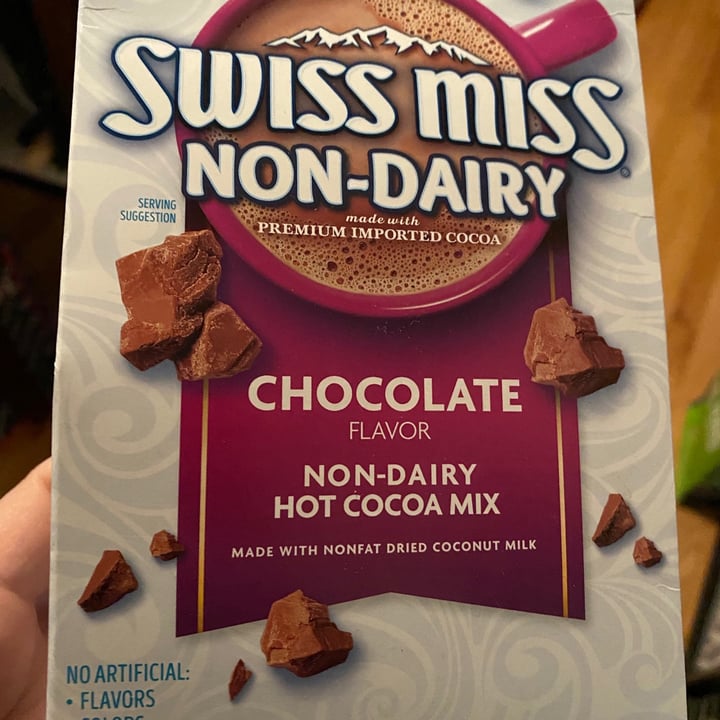 SWISS MISS
NON-DAIRY
SERVING
SUGGESTION
made with
PREMIUM IMPORTED COCOA
CHOCOLATE
FLAVOR
NON-DAIRY
HOT COCOA MIX
MADE WITH NONFAT DRIED COCONUT MILK
NO ARTIFICIAL:
• FLAVORS